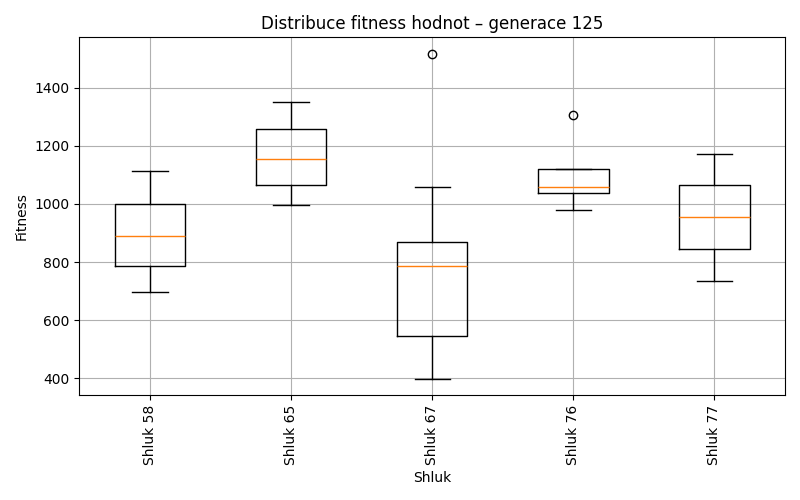 Distribuce fitness hodnot – generace 125
Fitness
1400
1200
1000
800
600
400
Shluk 58
Shluk 65
Shluk 67
Shluk 76
Shluk 77
Shluk